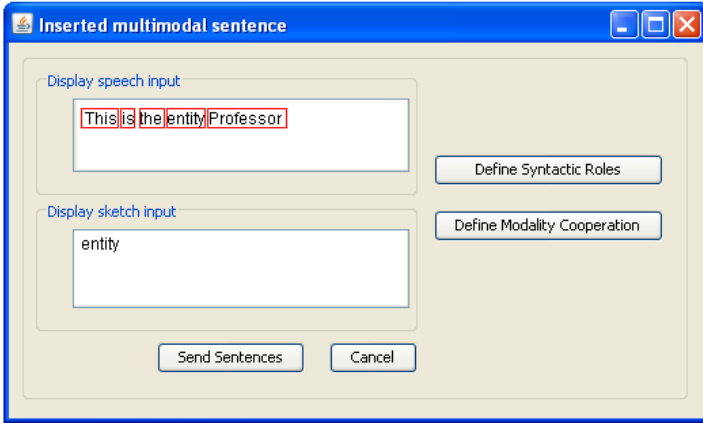 Inserted multimodal sentence
Display speech input
This is the entity Professor
Define Syntactic Roles
Display sketch input
Define Modality Cooperation
entity
Send Sentences
Cancel